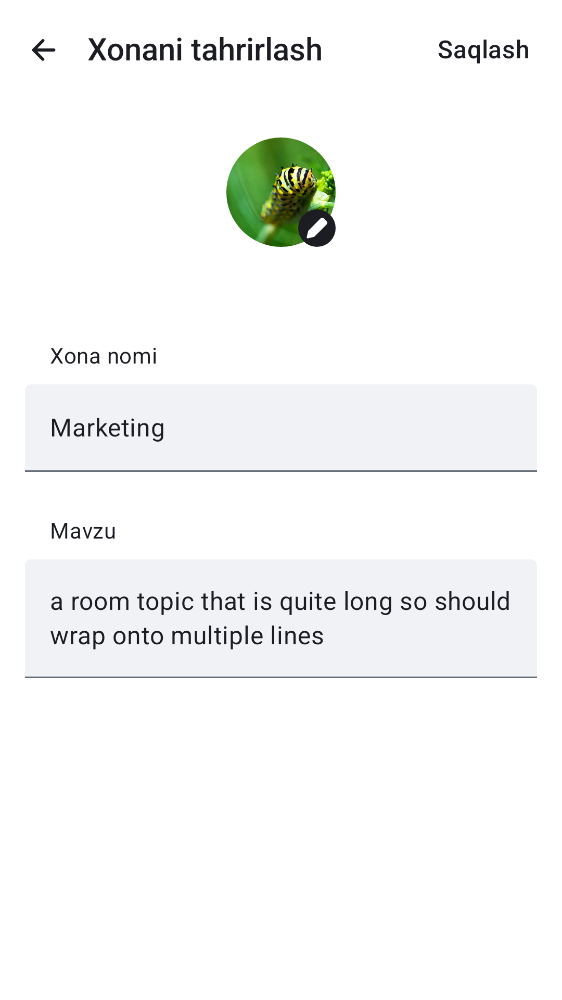 Xonani tahrirlash
Saqlash
Xona nomi
Marketing
Mavzu
a room topic that is quite long so should
wrap onto multiple lines